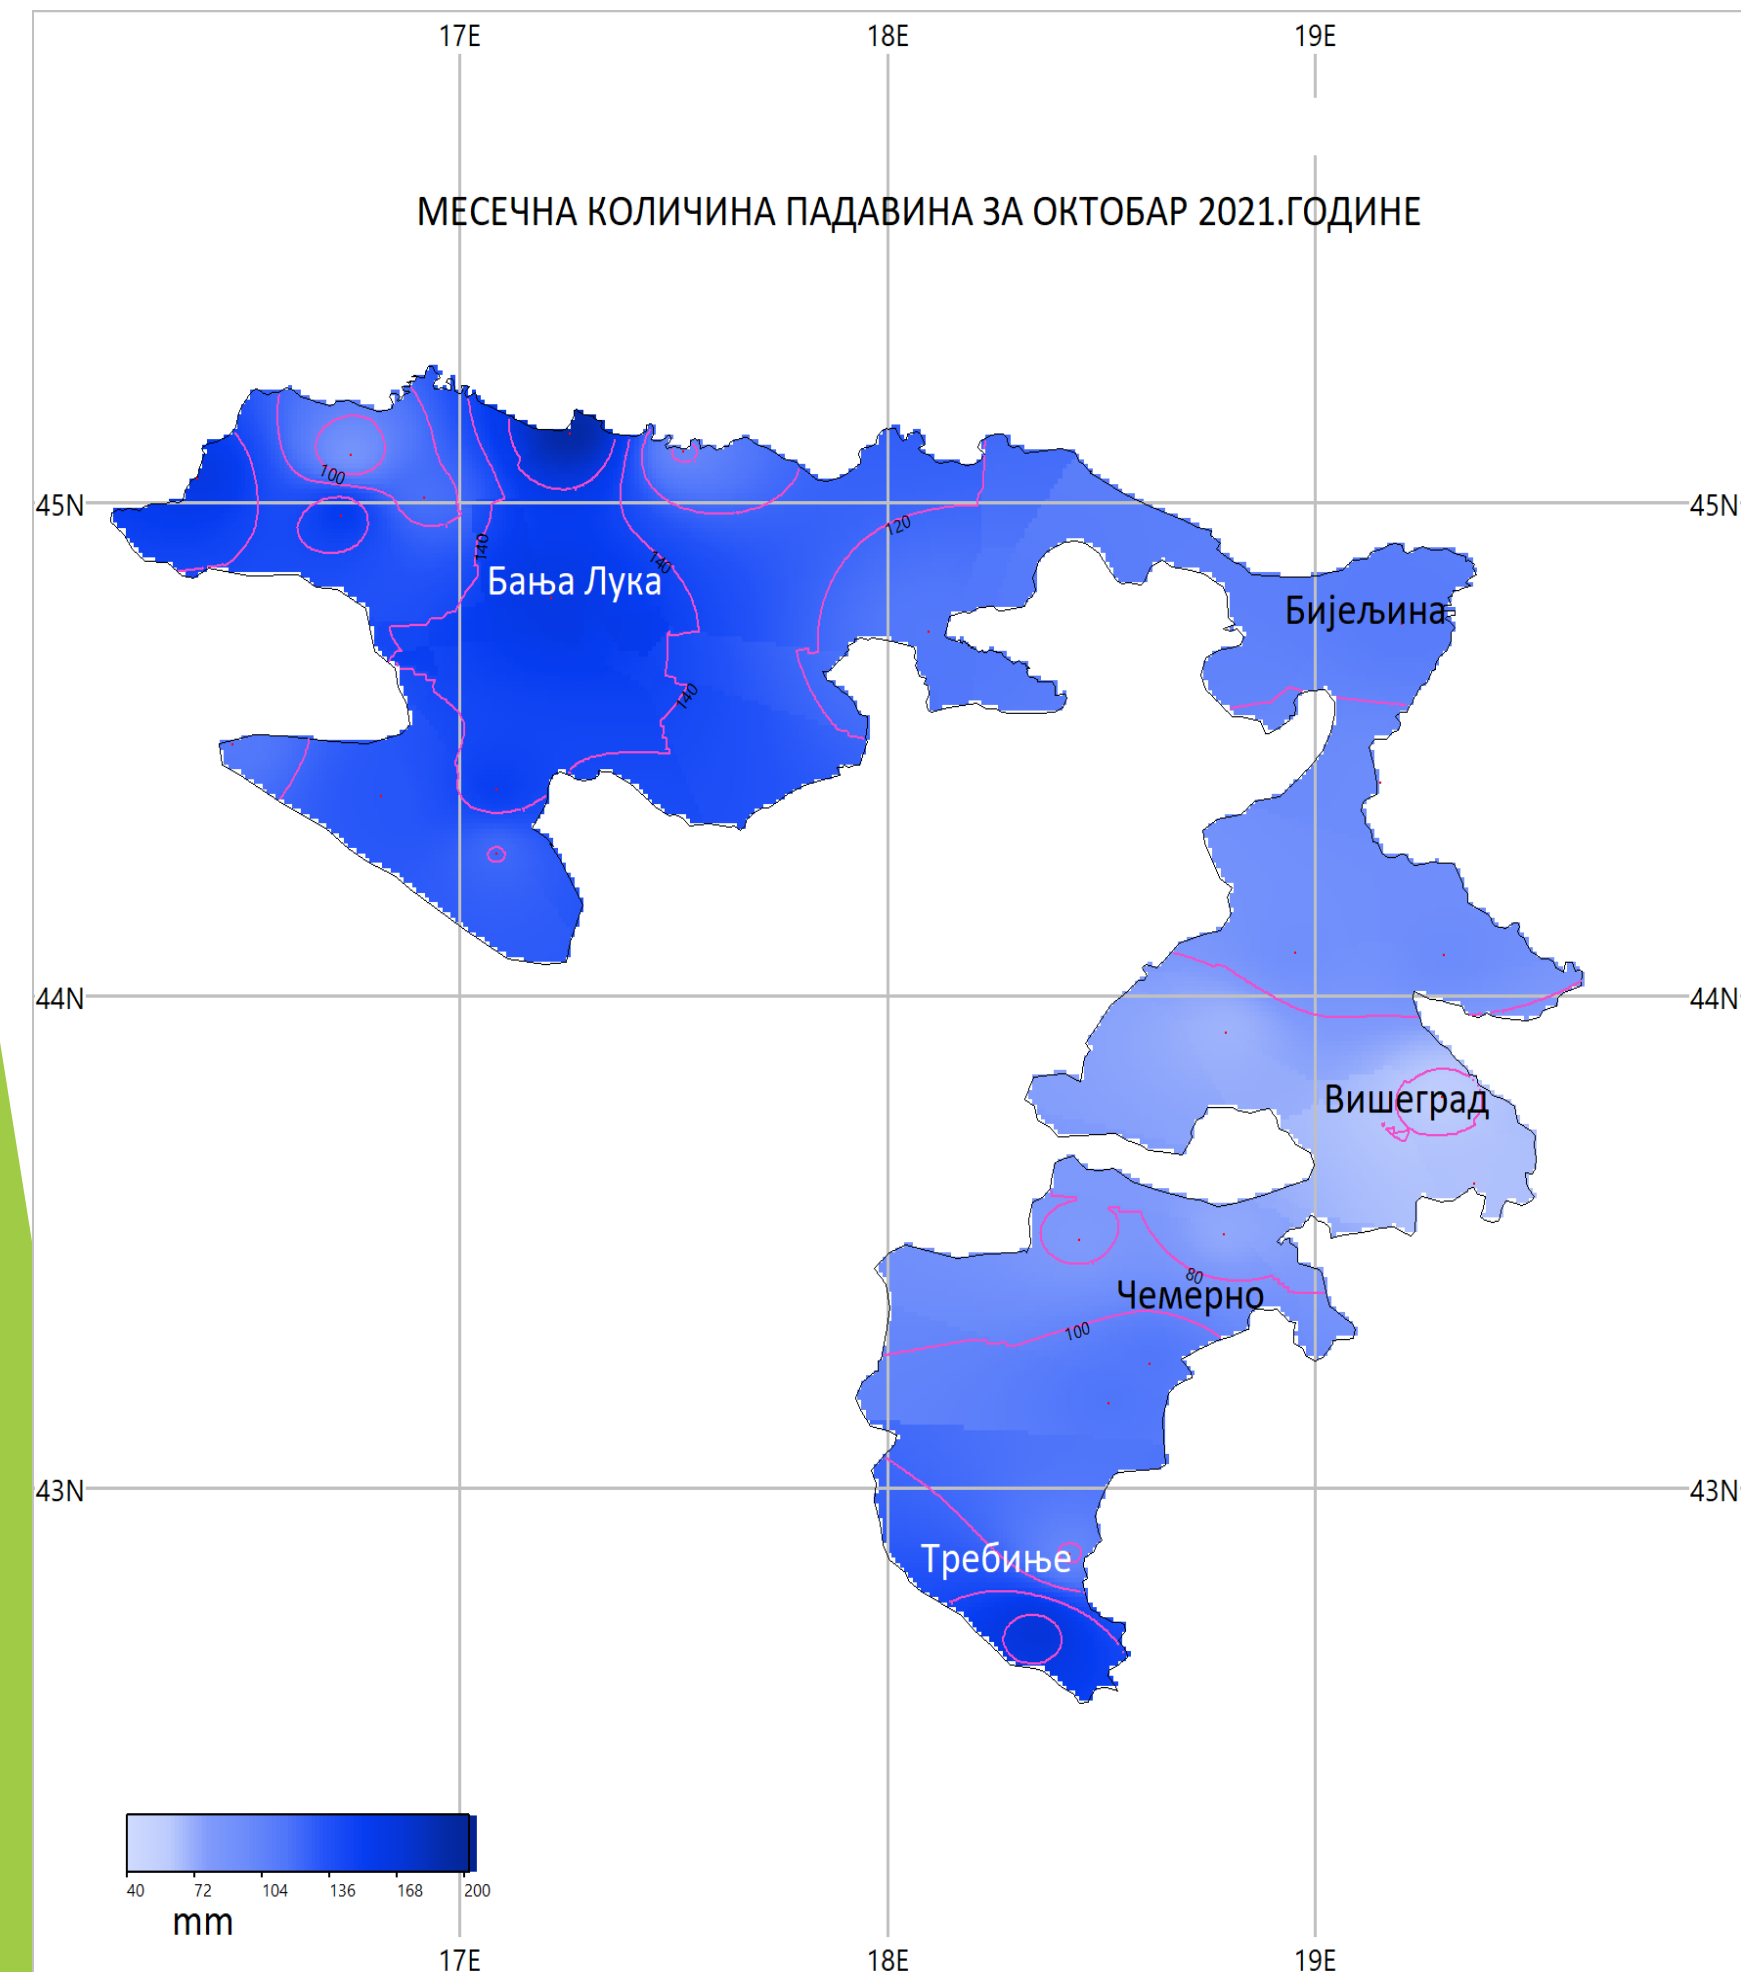 17E 18E 19E
МЕСЕЧНА КОЛИЧИНА ПАДАВИНА ЗА ОКТОБАР 2021.ГОДИНЕ
100
45N 45N
120
140
140
Бања Лука
Бијељина
140
44N 44N
Вишеград
80
Чемерно
100
43N 43N
Требиње
40 72 104 136 168 200
mm
17E 18E 19E